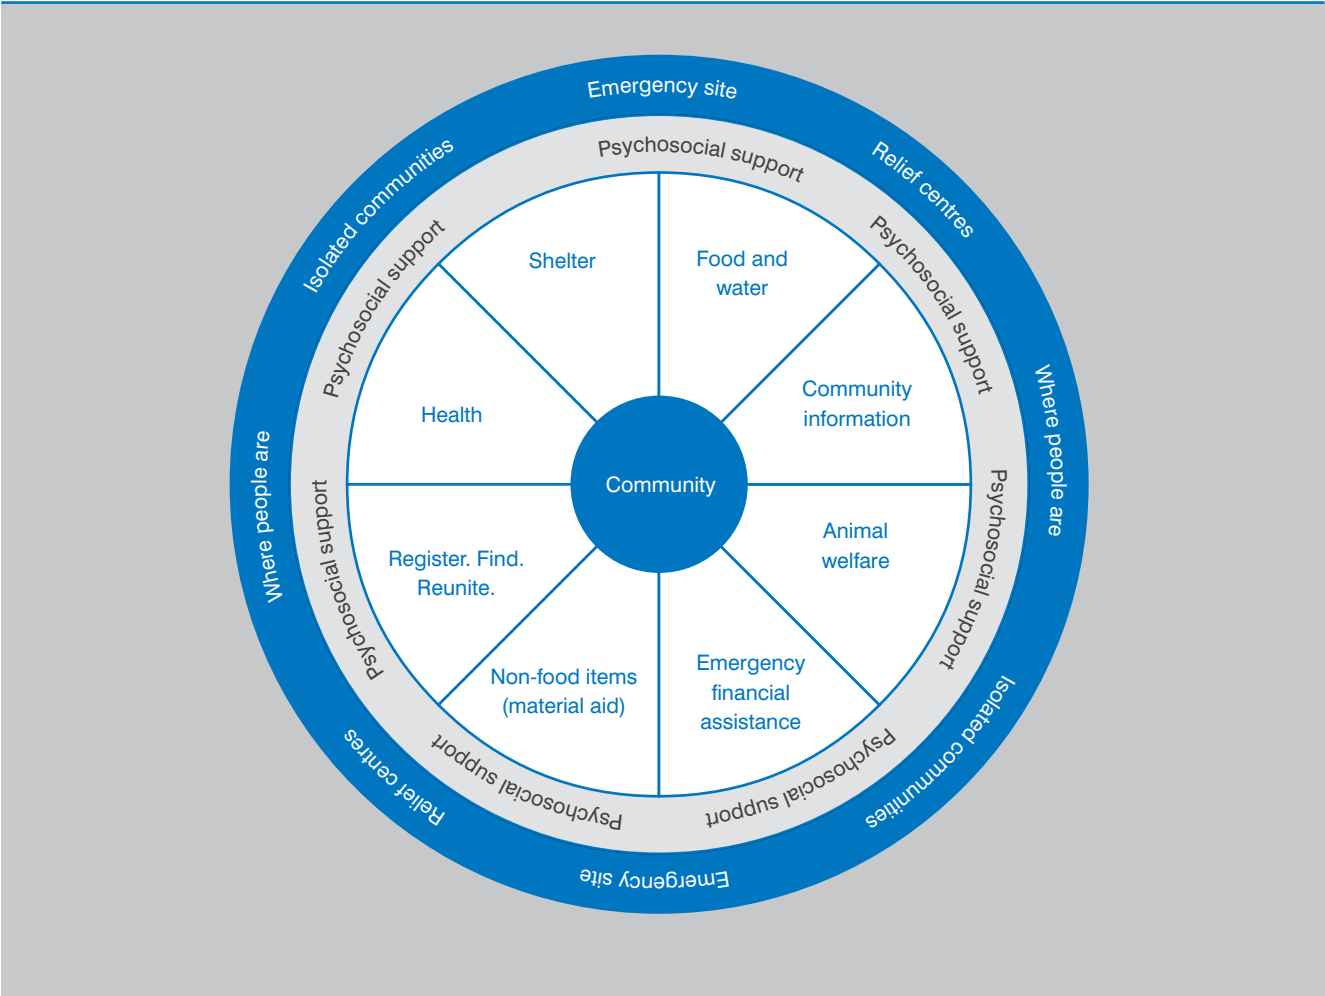 Emergency site
Relief centres
Where people are
Isolated communities
Emergency site
Relief centres
Where people are
Isolated communities
Psychosocial support
Psychosocial support
Psychosocial support
Psychosocial support
Psychosocial support
Psychosocial support
Psychosocial support
Shelter
Food and
water
Community
information
Animal
welfare
Emergency
financial
assistance
Non-food items
(material aid)
Register. Find.
Reunite.
Health
Community